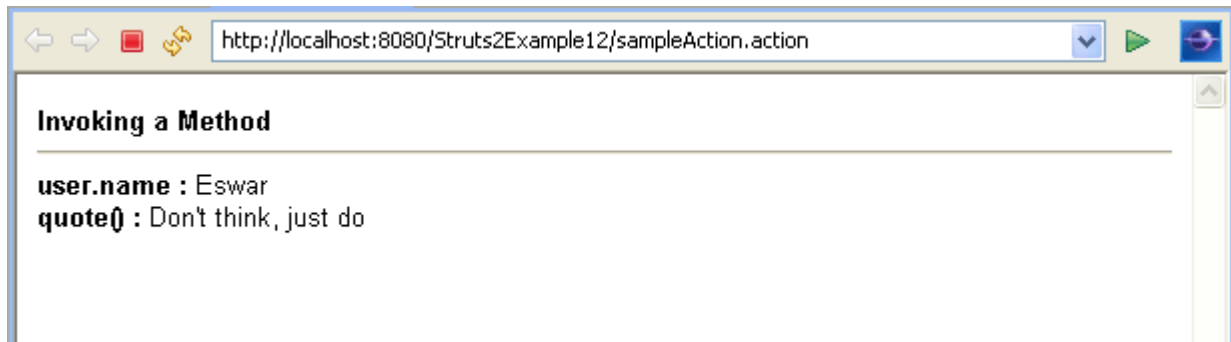 http://localhost:8080/Struts2Example12/sampleAction.action
Invoking a Method
user.name : Eswar
quote() : Don't think, just do